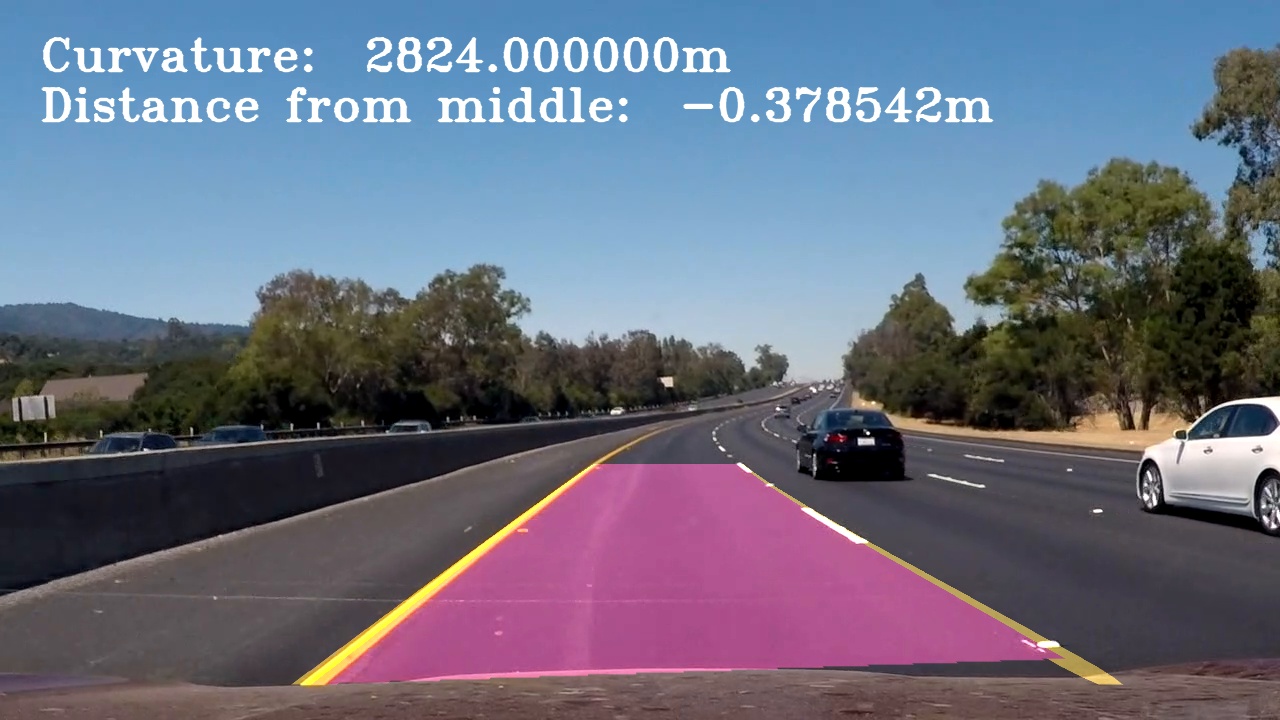 Curvature:  2824.000000m
Distance from middle:  −0.378542m